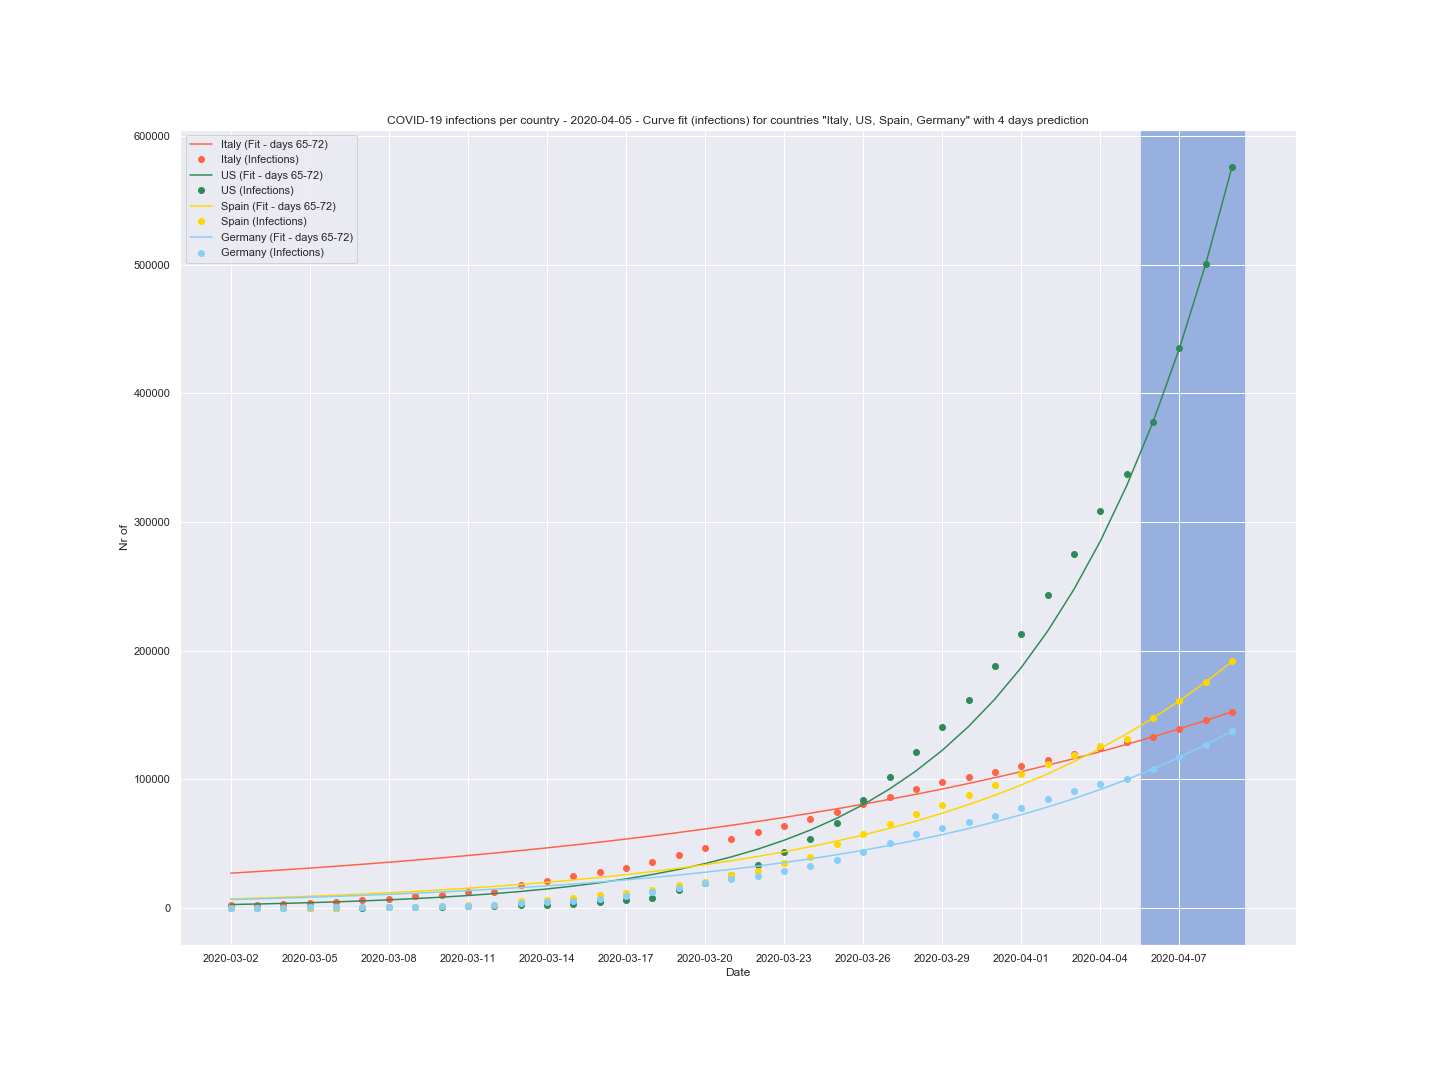 COVID-19 infections per country - 2020-04-05 - Curve fit (infections) for countries "Italy, US, Spain, Germany" with 4 days prediction
600000
500000
400000
300000
200000
100000
0
Nr of
Italy (Fit - days 65-72)
Italy (Infections)
US (Fit - days 65-72)
US (Infections)
Spain (Fit - days 65-72)
Spain (Infections)
Germany (Fit - days 65-72)
Germany (Infections)
2020-03-02 2020-03-05 2020-03-08 2020-03-11 2020-03-14 2020-03-17 2020-03-20 2020-03-23 2020-03-26 2020-03-29 2020-04-01 2020-04-04 2020-04-07
Date